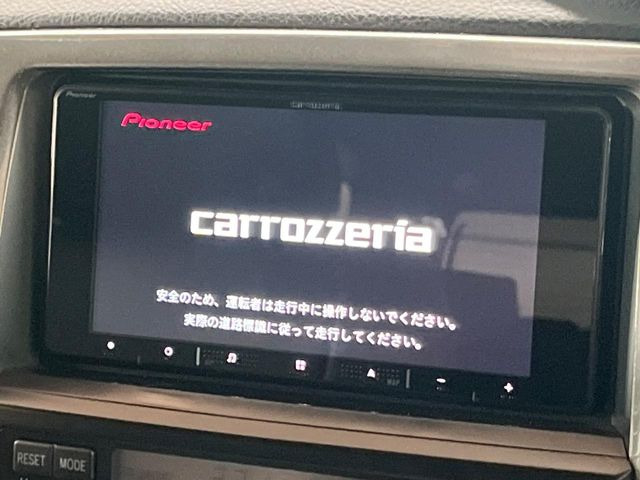 Pioneer
carrozzeria
Pioneer
carrozzeria
安全のため、運転者は走行中に操作しないでください。
実際の道路標識に従って走行してください。
MAP
RESET
MODE